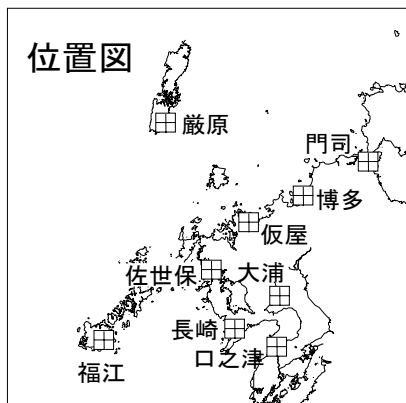 位置図
厳原
門司
博多
仮屋
佐世保
大浦
長崎
口之津
福江